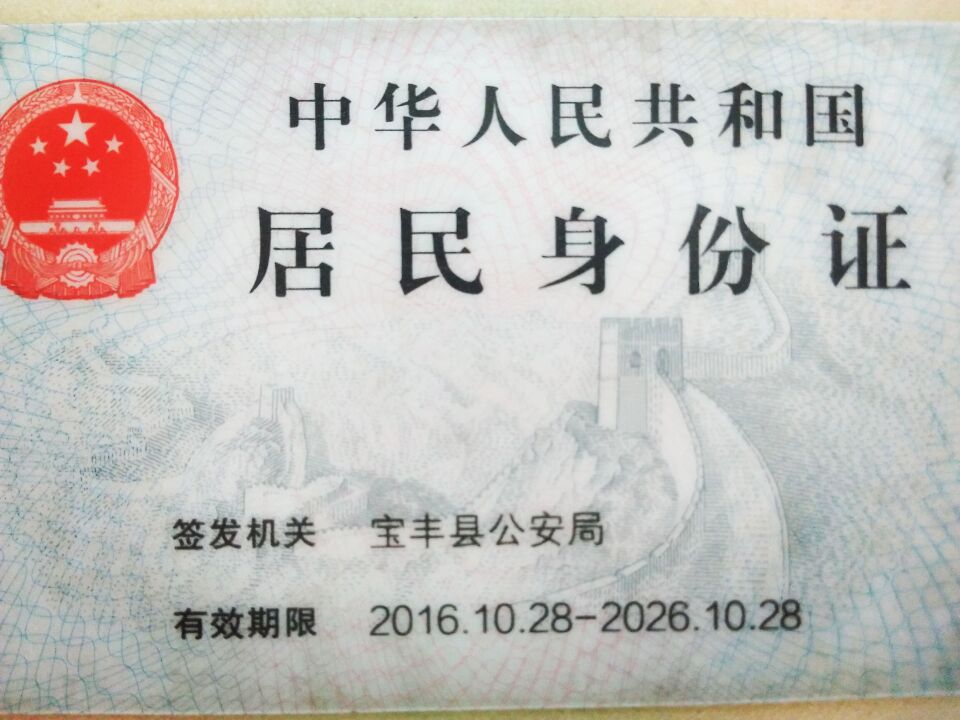 中华人民共和国
居民身份证
签发机关 宝丰县公安局
有效期限 2016.10.28-2026.10.28